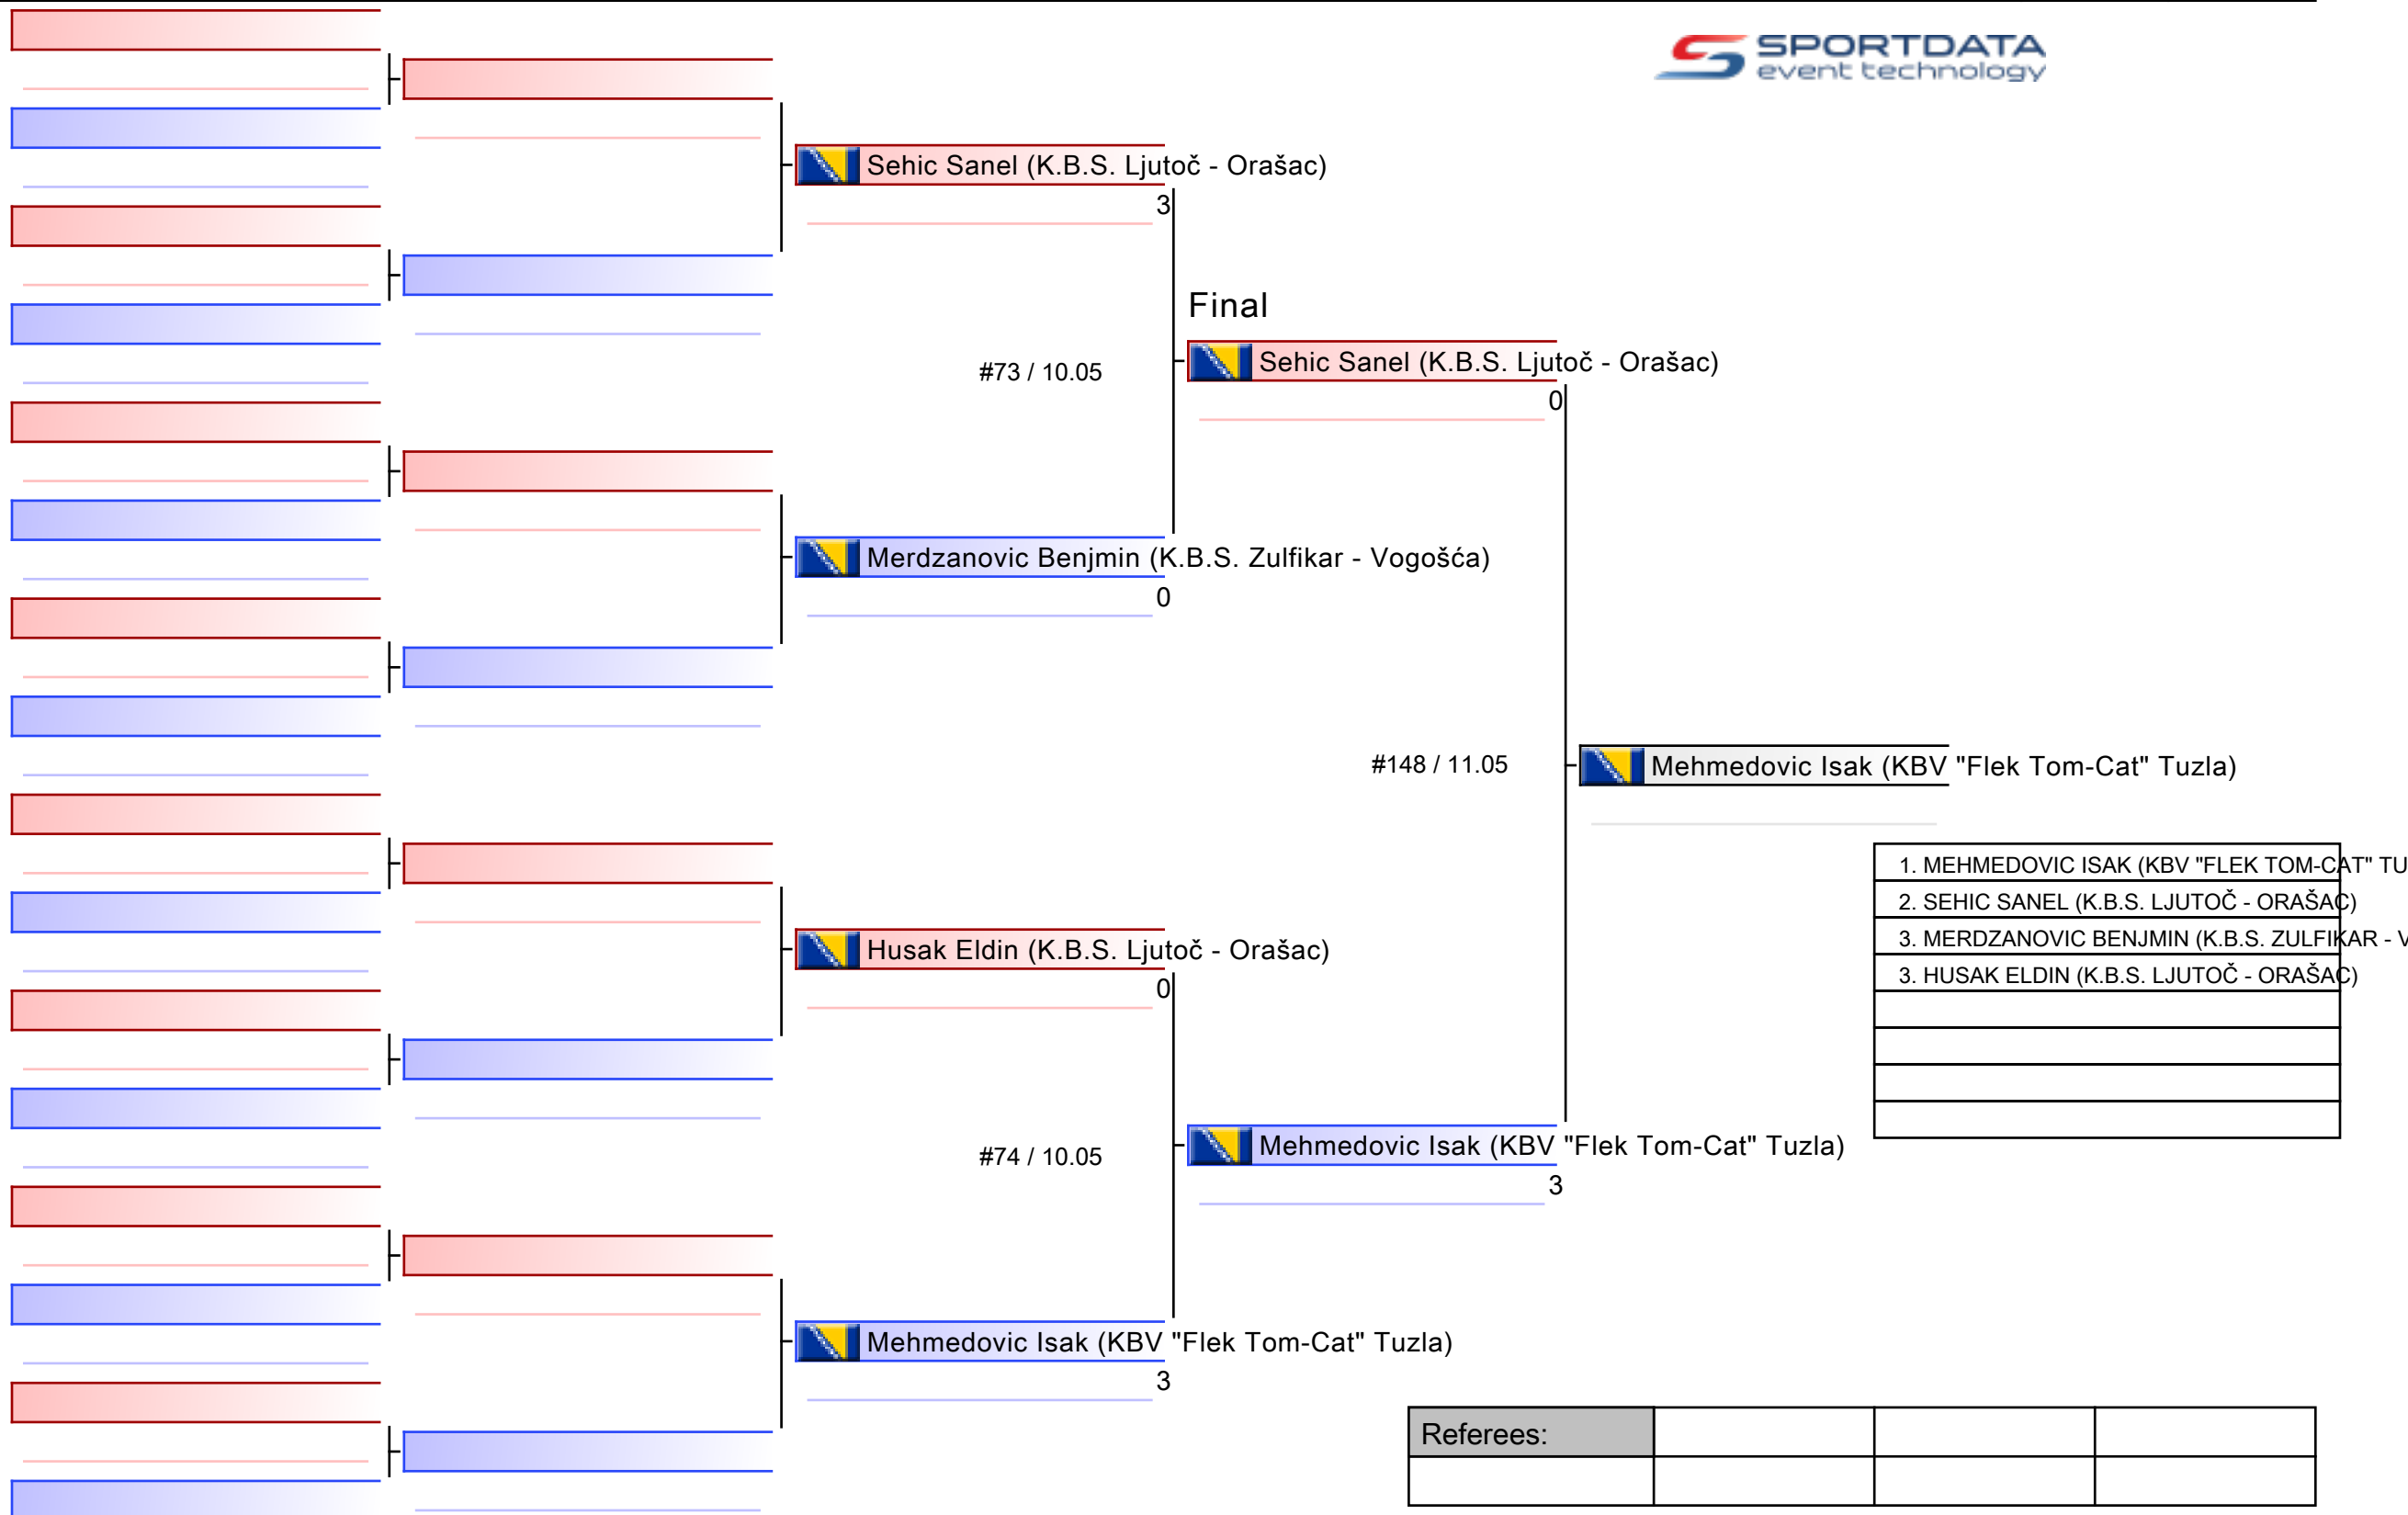 SPORTDATA
event technology
Sehic Sanel (K.B.S. Ljutoč - Orašac)
3
Final
#73 / 10.05
Sehic Sanel (K.B.S. Ljutoč - Orašac)
0
Merdzanovic Benjmin (K.B.S. Zulfikar - Vogošća)
0
#148 / 11.05
Mehmedovic Isak (KBV "Flek Tom-Cat" Tuzla)
1. MEHMEDOVIC ISAK (KBV "FLEK TOM-CAT" TU
2. SEHIC SANEL (K.B.S. LJUTOČ - ORAŠAC)
3. MERDZANOVIC BENJMIN (K.B.S. ZULFIKAR - V
3. HUSAK ELDIN (K.B.S. LJUTOČ - ORAŠAC)
Husak Eldin (K.B.S. Ljutoč - Orašac)
0
#74 / 10.05
Mehmedovic Isak (KBV "Flek Tom-Cat" Tuzla)
3
Mehmedovic Isak (KBV "Flek Tom-Cat" Tuzla)
3
Referees: